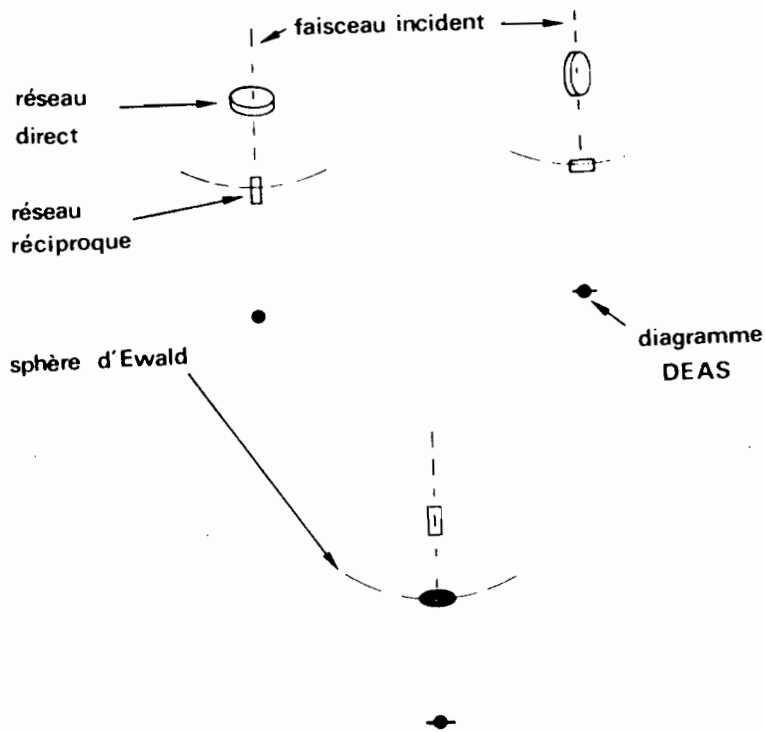 faisceau incident
réseau
direct
réseau
réciproque
sphère d'Ewald
diagramme
DEAS